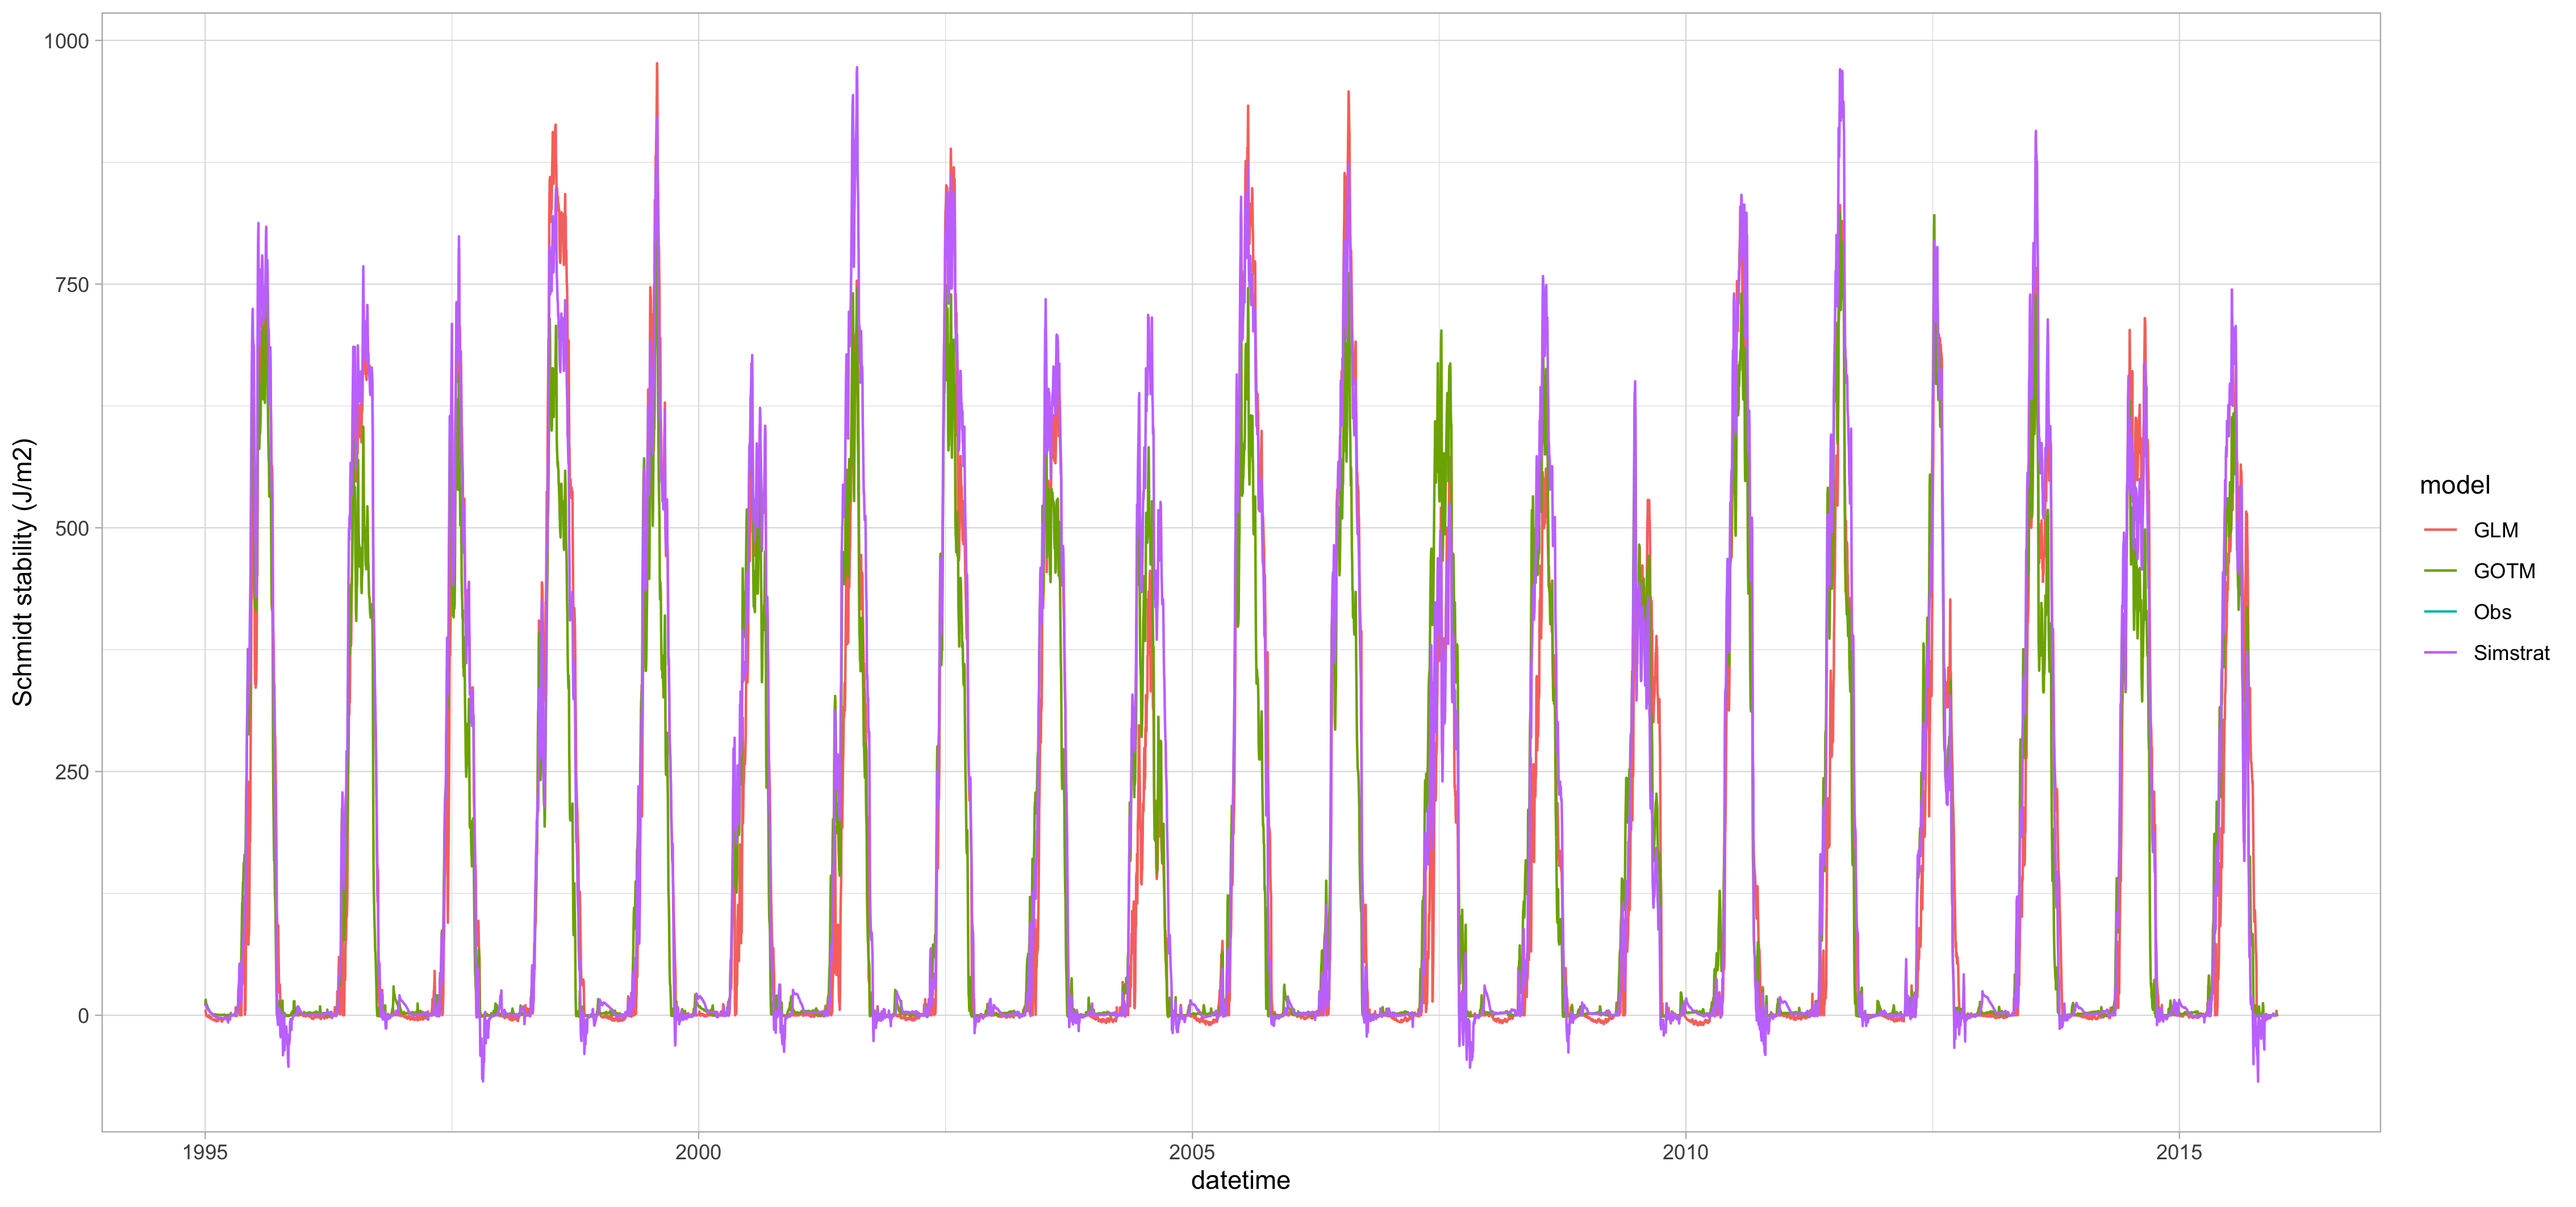 Schmidt stability (J/m2)
1000
750
500
250
0
1995
2000
2005
2010
2015
datetime
model
GLM
GOTM
Obs
Simstrat